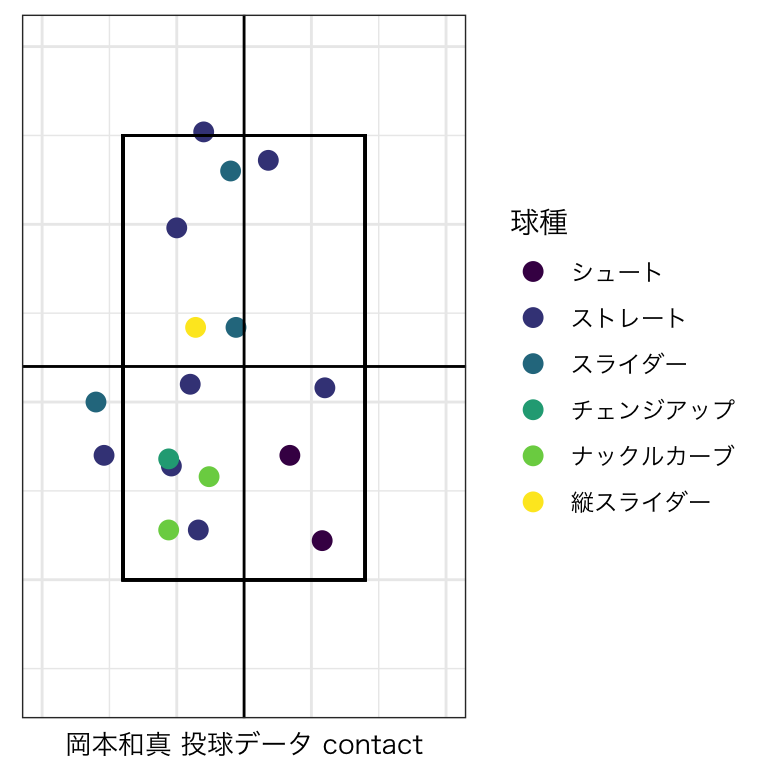 球種
シュート
ストレート
スライダー
チェンジアップ
ナックルカーブ
縦スライダー
岡本和真 投球データ contact